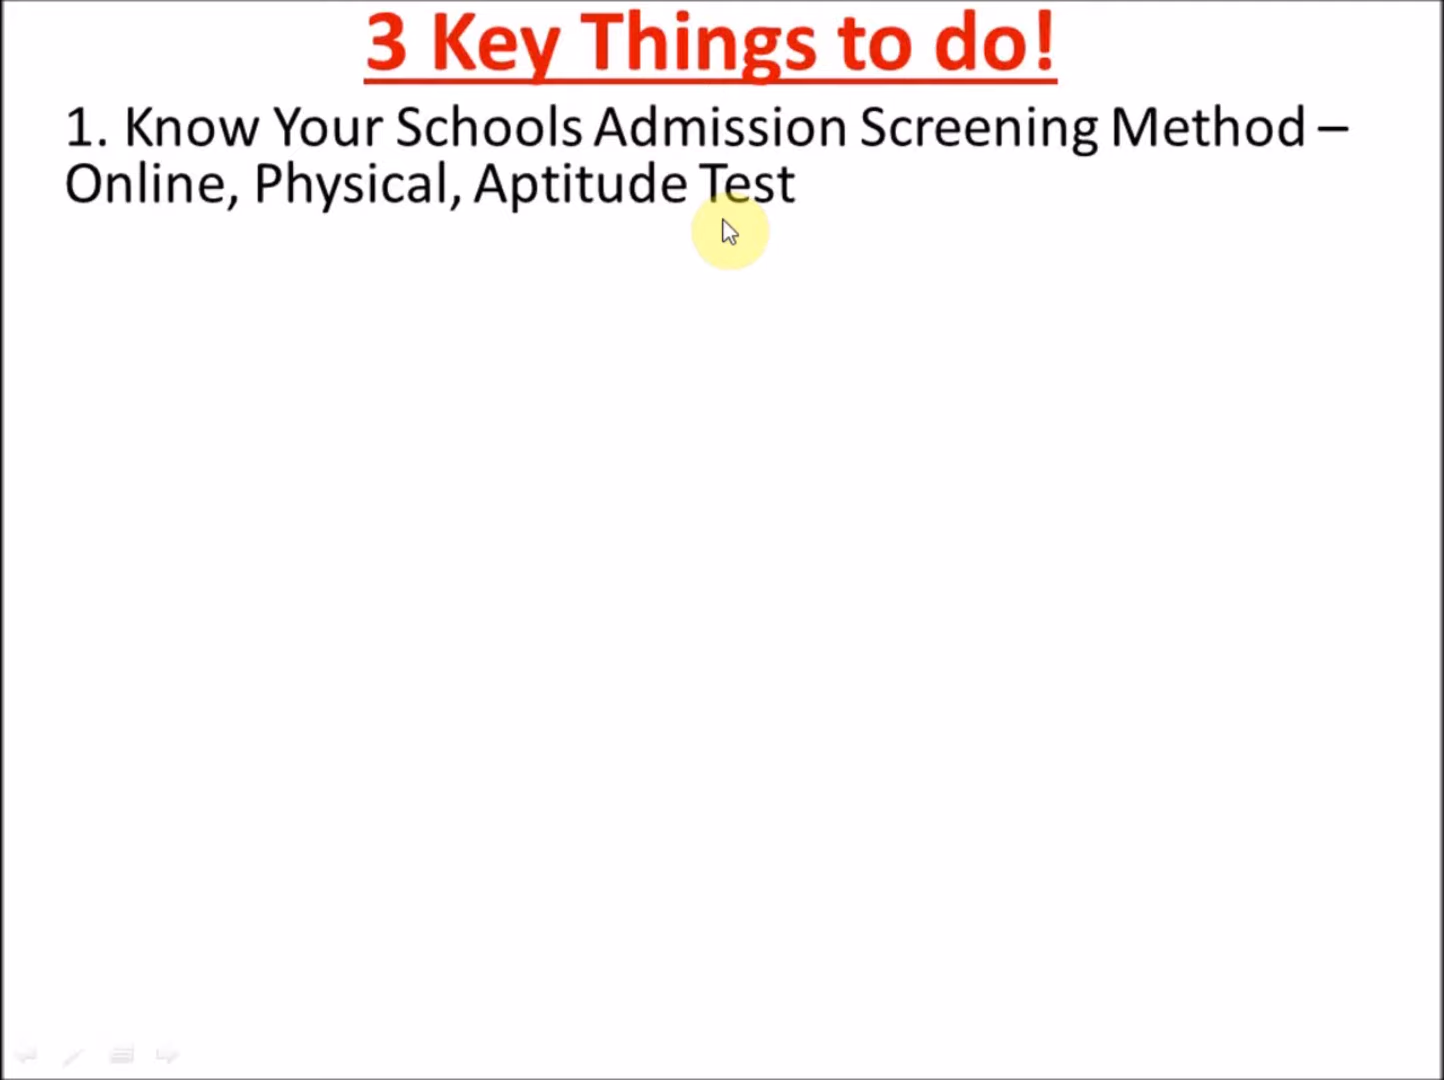 3 Key Things to do!
1. Know Your Schools Admission Screening Method –
Online, Physical, Aptitude Test